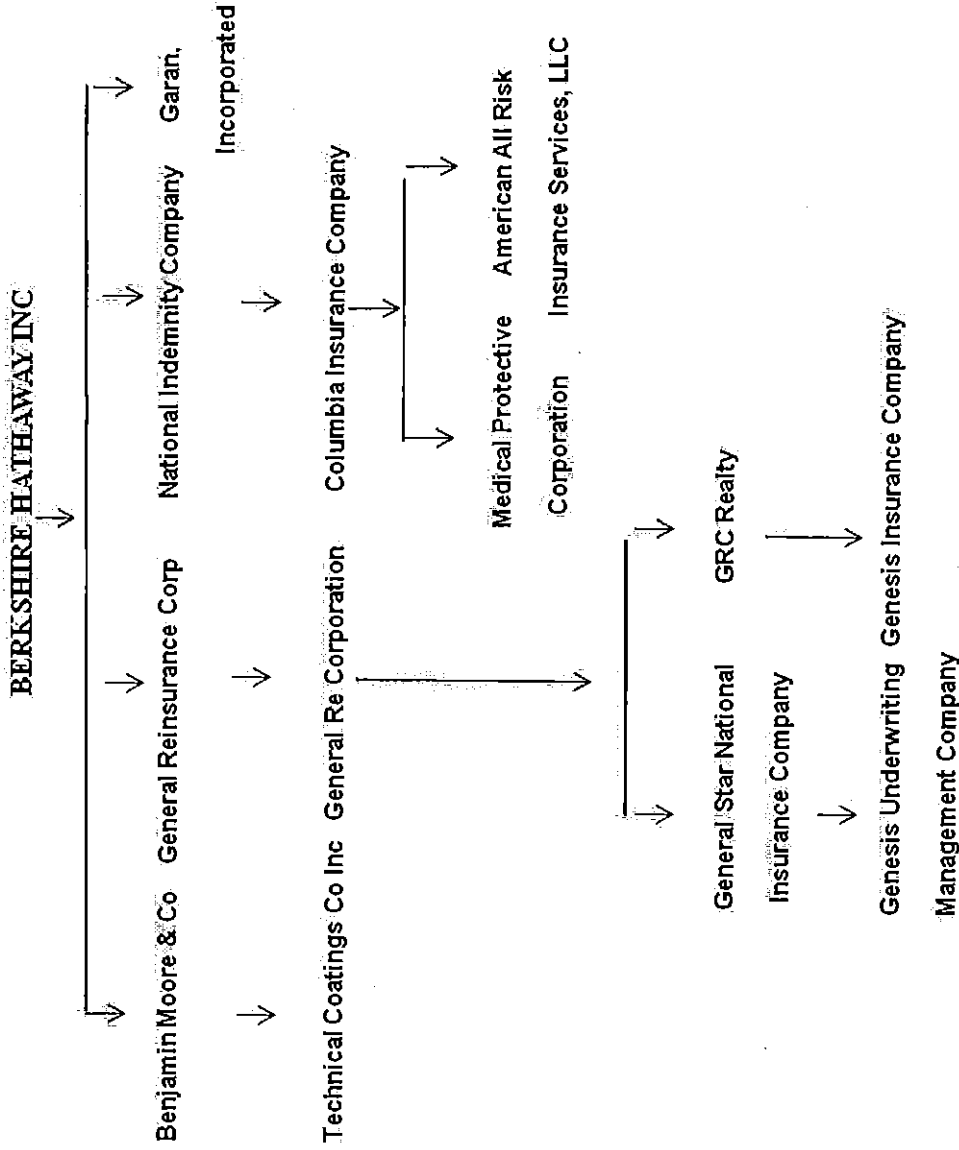 BERKSHIRE HATHAWAY INC
Benjamin Moore & Co
General Reinsurance Corp
National Indemnity Company
Garan,
Incorporated
Technical Coatings Co Inc
General Re Corporation
Columbia Insurance Company
Medical Protective
Corporation
American All Risk
Insurance Services, LLC
General Star National
Insurance Company
GRC Realty
Genesis Underwriting
Management Company
Genesis Insurance Company